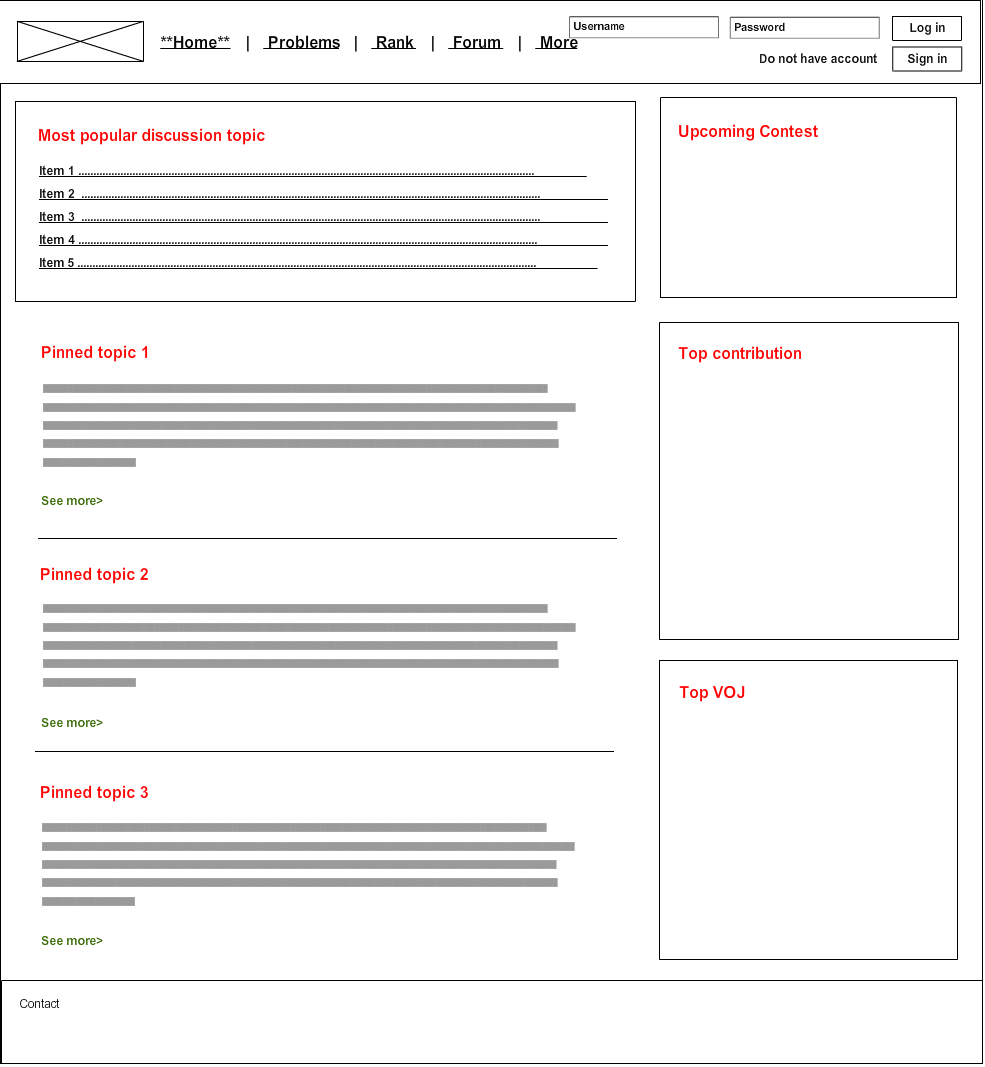 **Home** | Problems | Rank | Forum | More
Username
Password
Log in
Do not have account
Sign in
Most popular discussion topic
Item 1 ........................................................................................................................................................
Item 2 ........................................................................................................................................................
Item 3 ........................................................................................................................................................
Item 4 ........................................................................................................................................................
Item 5 ........................................................................................................................................................
Upcoming Contest
Pinned topic 1
See more>
Top contribution
Pinned topic 2
See more>
Top VOJ
Pinned topic 3
See more>
Contact